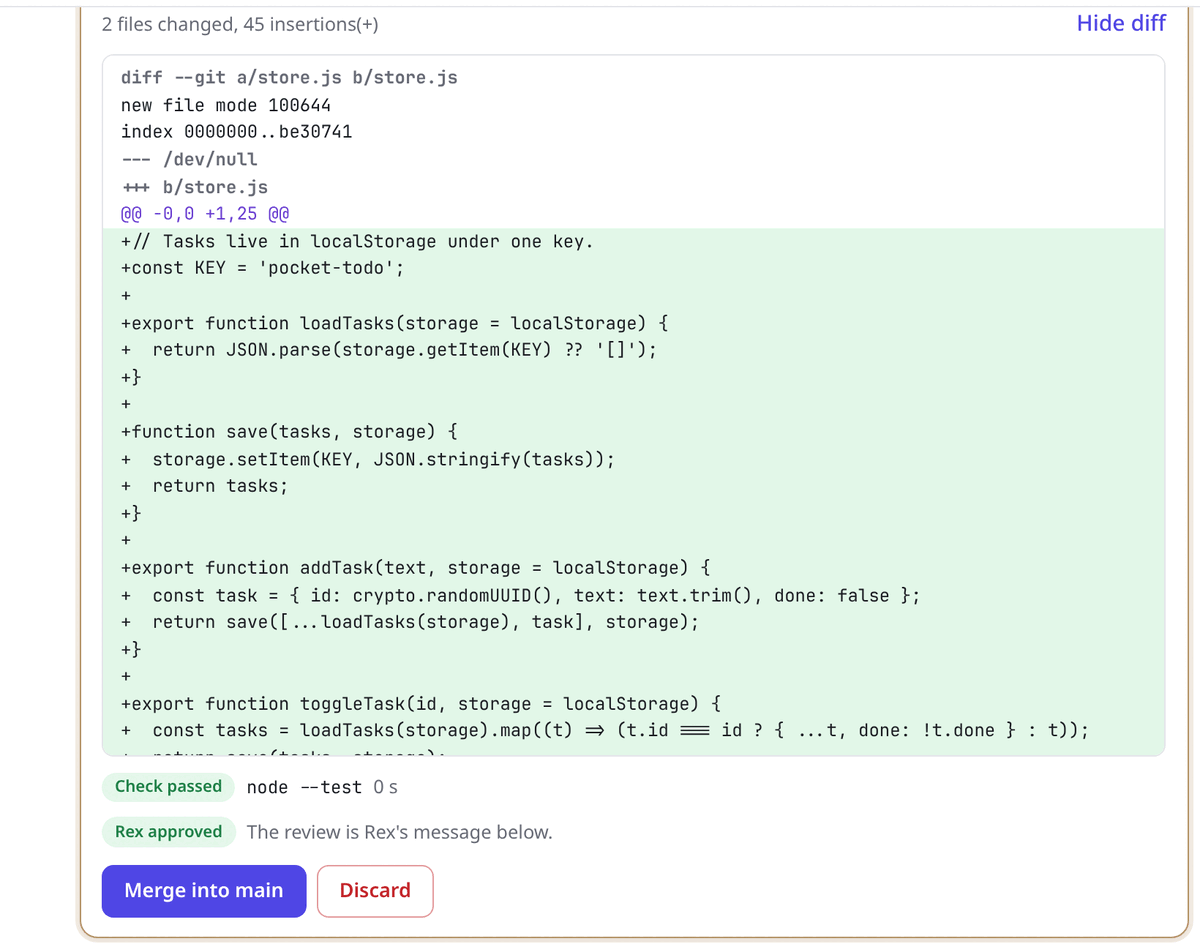 2 files changed, 45 insertions(+)
Hide diff
diff --git a/store.js b/store.js
new file mode 100644
index 0000000..be30741
--- /dev/null
+++ b/store.js
@@ -0,0 +1,25 @@
+// Tasks live in localStorage under one key.
+const KEY = 'pocket-todo';
+
+export function loadTasks(storage = localStorage) {
+  return JSON.parse(storage.getItem(KEY) ?? '[]');
+}
+
+function save(tasks, storage) {
+  storage.setItem(KEY, JSON.stringify(tasks));
+  return tasks;
+}
+
+export function addTask(text, storage = localStorage) {
+  const task = { id: crypto.randomUUID(), text: text.trim(), done: false };
+  return save([...loadTasks(storage), task], storage);
+}
+
+export function toggleTask(id, storage = localStorage) {
+  const tasks = loadTasks(storage).map((t) => (t.id === id ? { ...t, done: !t.done } : t));
+  return save(tasks, storage);
Check passed node --test 0 s
Rex approved The review is Rex's message below.
Merge into main
Discard